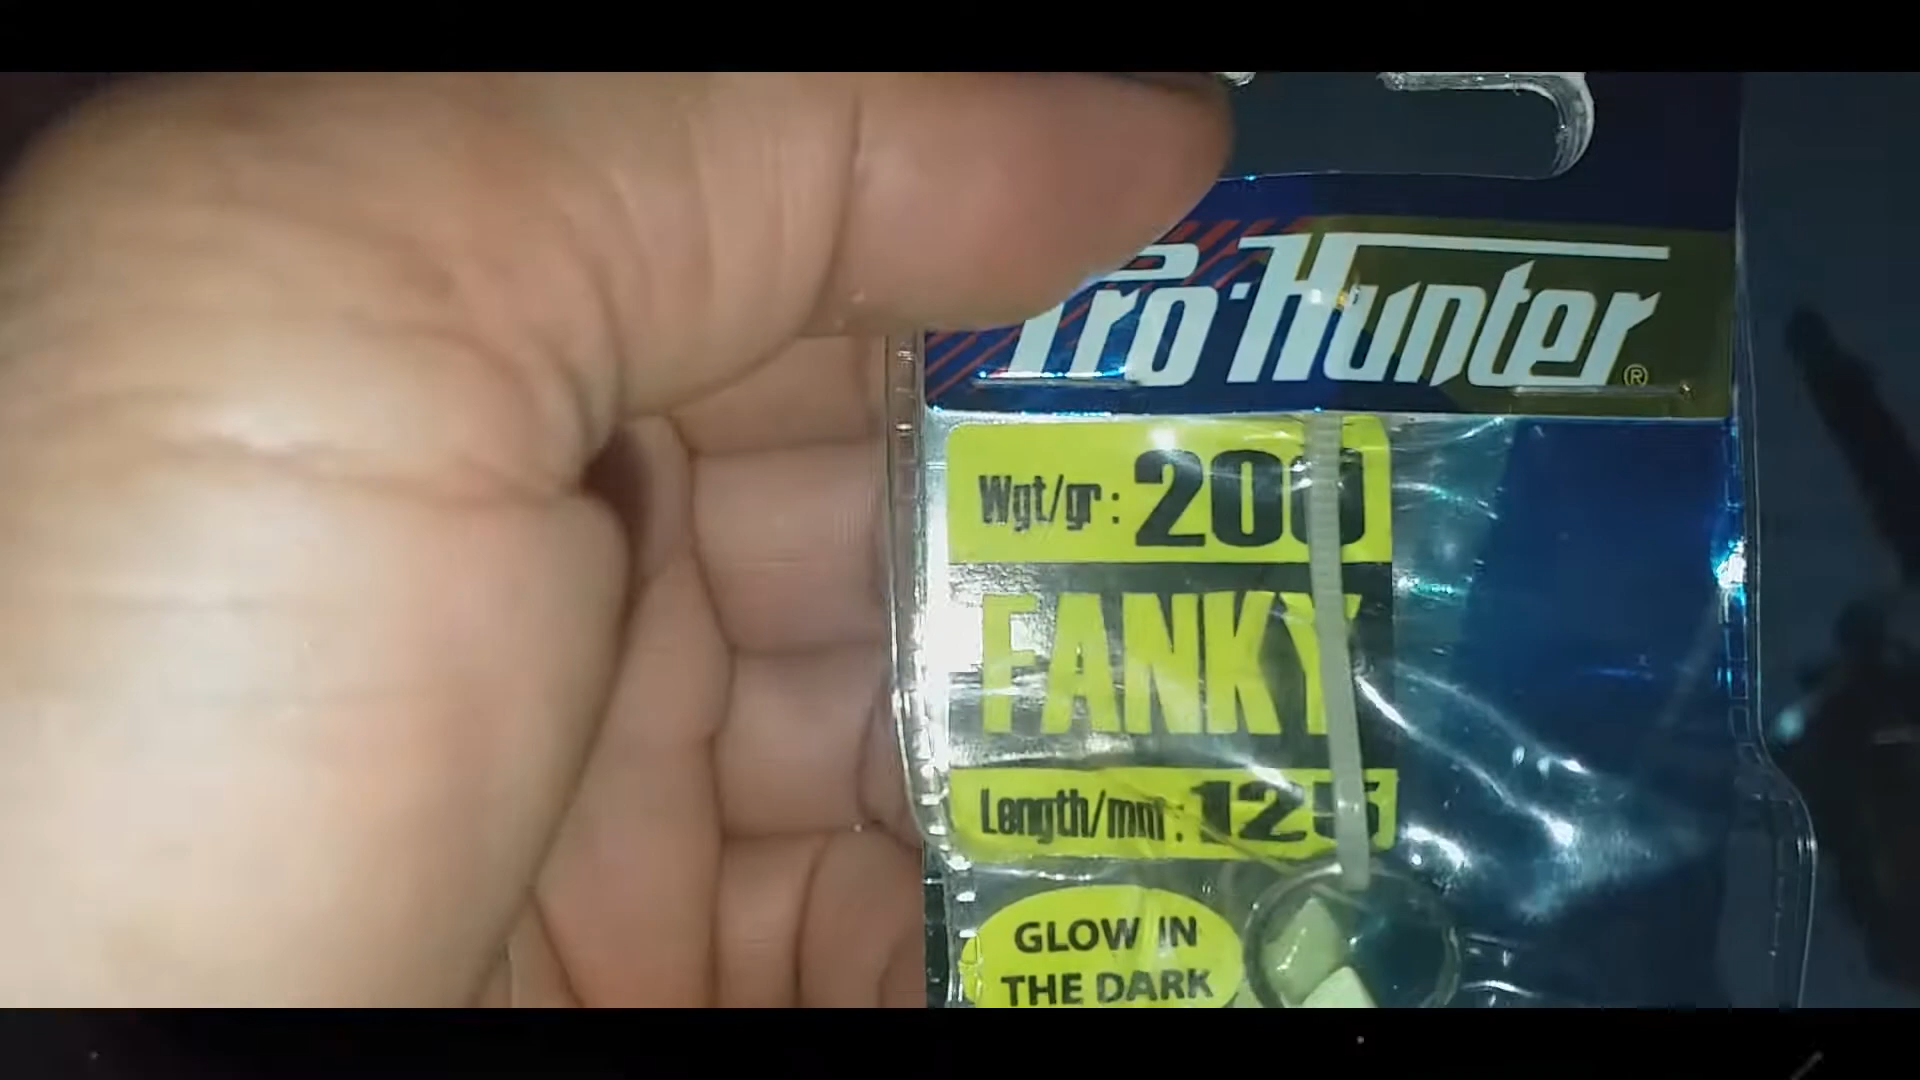 Pro·Hunter®
Wgt/gr: 200
FANKY
Length/mm: 125
GLOW IN
THE DARK